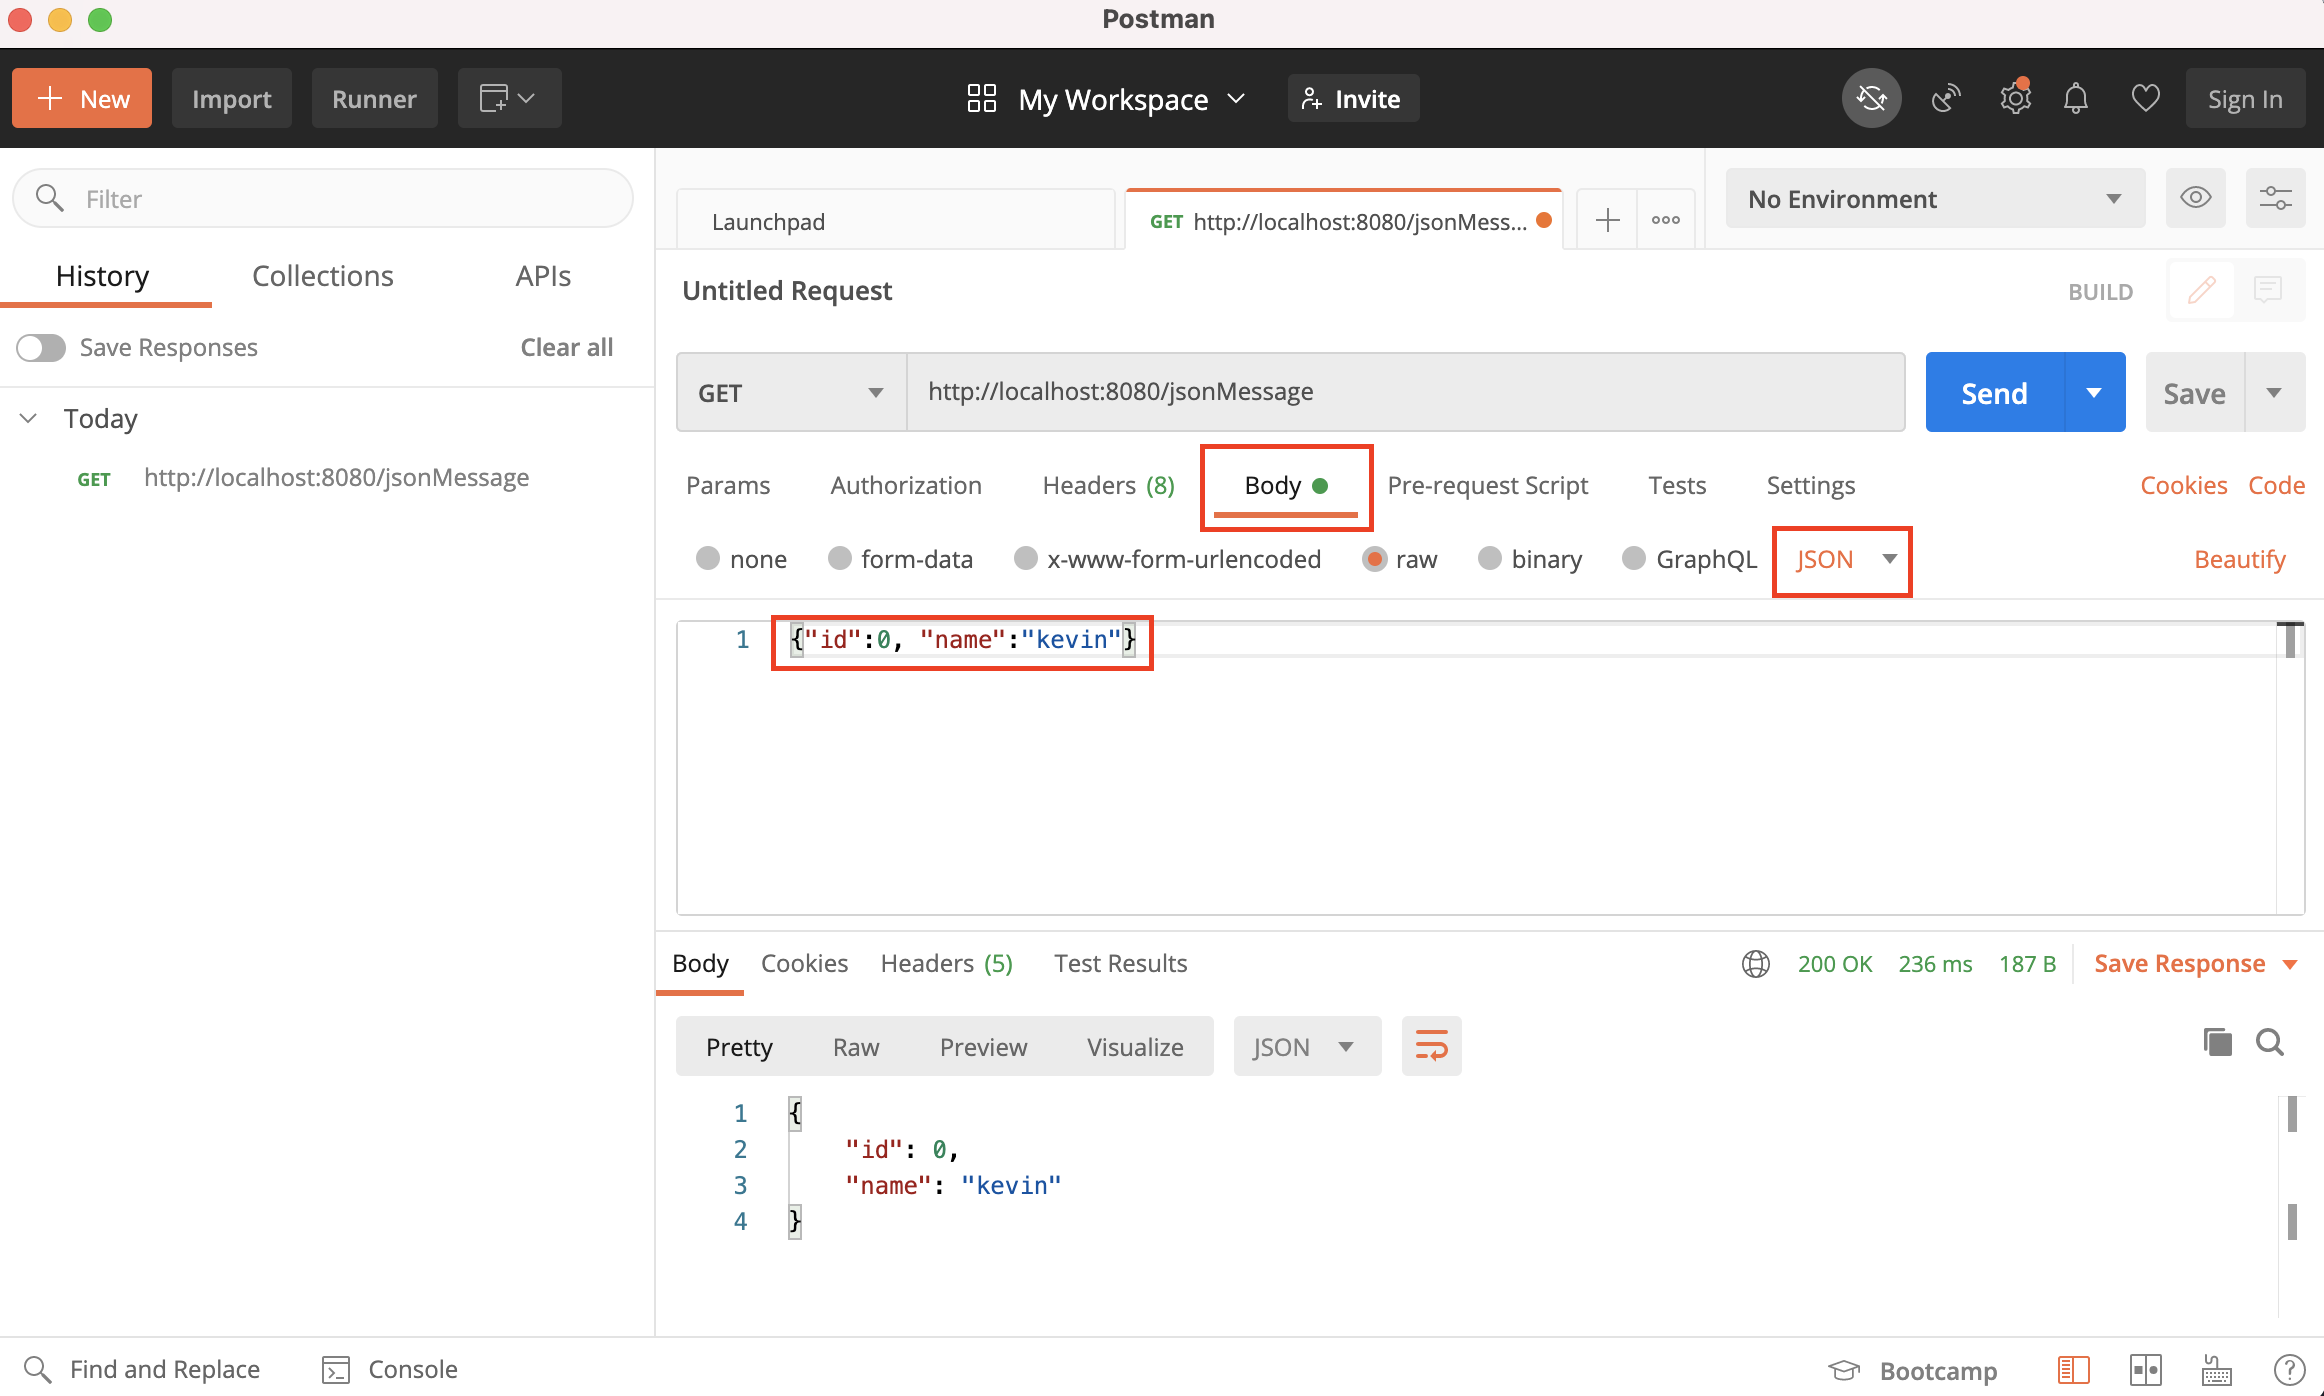 Postman
New Import Runner My Workspace Invite Sign In
Filter
Launchpad GET http://localhost:8080/jsonMess... No Environment
History Collections APIs
Untitled Request BUILD
Save Responses Clear all
GET http://localhost:8080/jsonMessage Send Save
Today
GET http://localhost:8080/jsonMessage
Params Authorization Headers (8) Body Pre-request Script Tests Settings Cookies Code
none form-data x-www-form-urlencoded raw binary GraphQL JSON Beautify
1 {"id":0, "name":"kevin"}
Body Cookies Headers (5) Test Results 200 OK 236 ms 187 B Save Response
Pretty Raw Preview Visualize JSON
1 {
2 "id": 0,
3 "name": "kevin"
4 }
Find and Replace Console Bootcamp